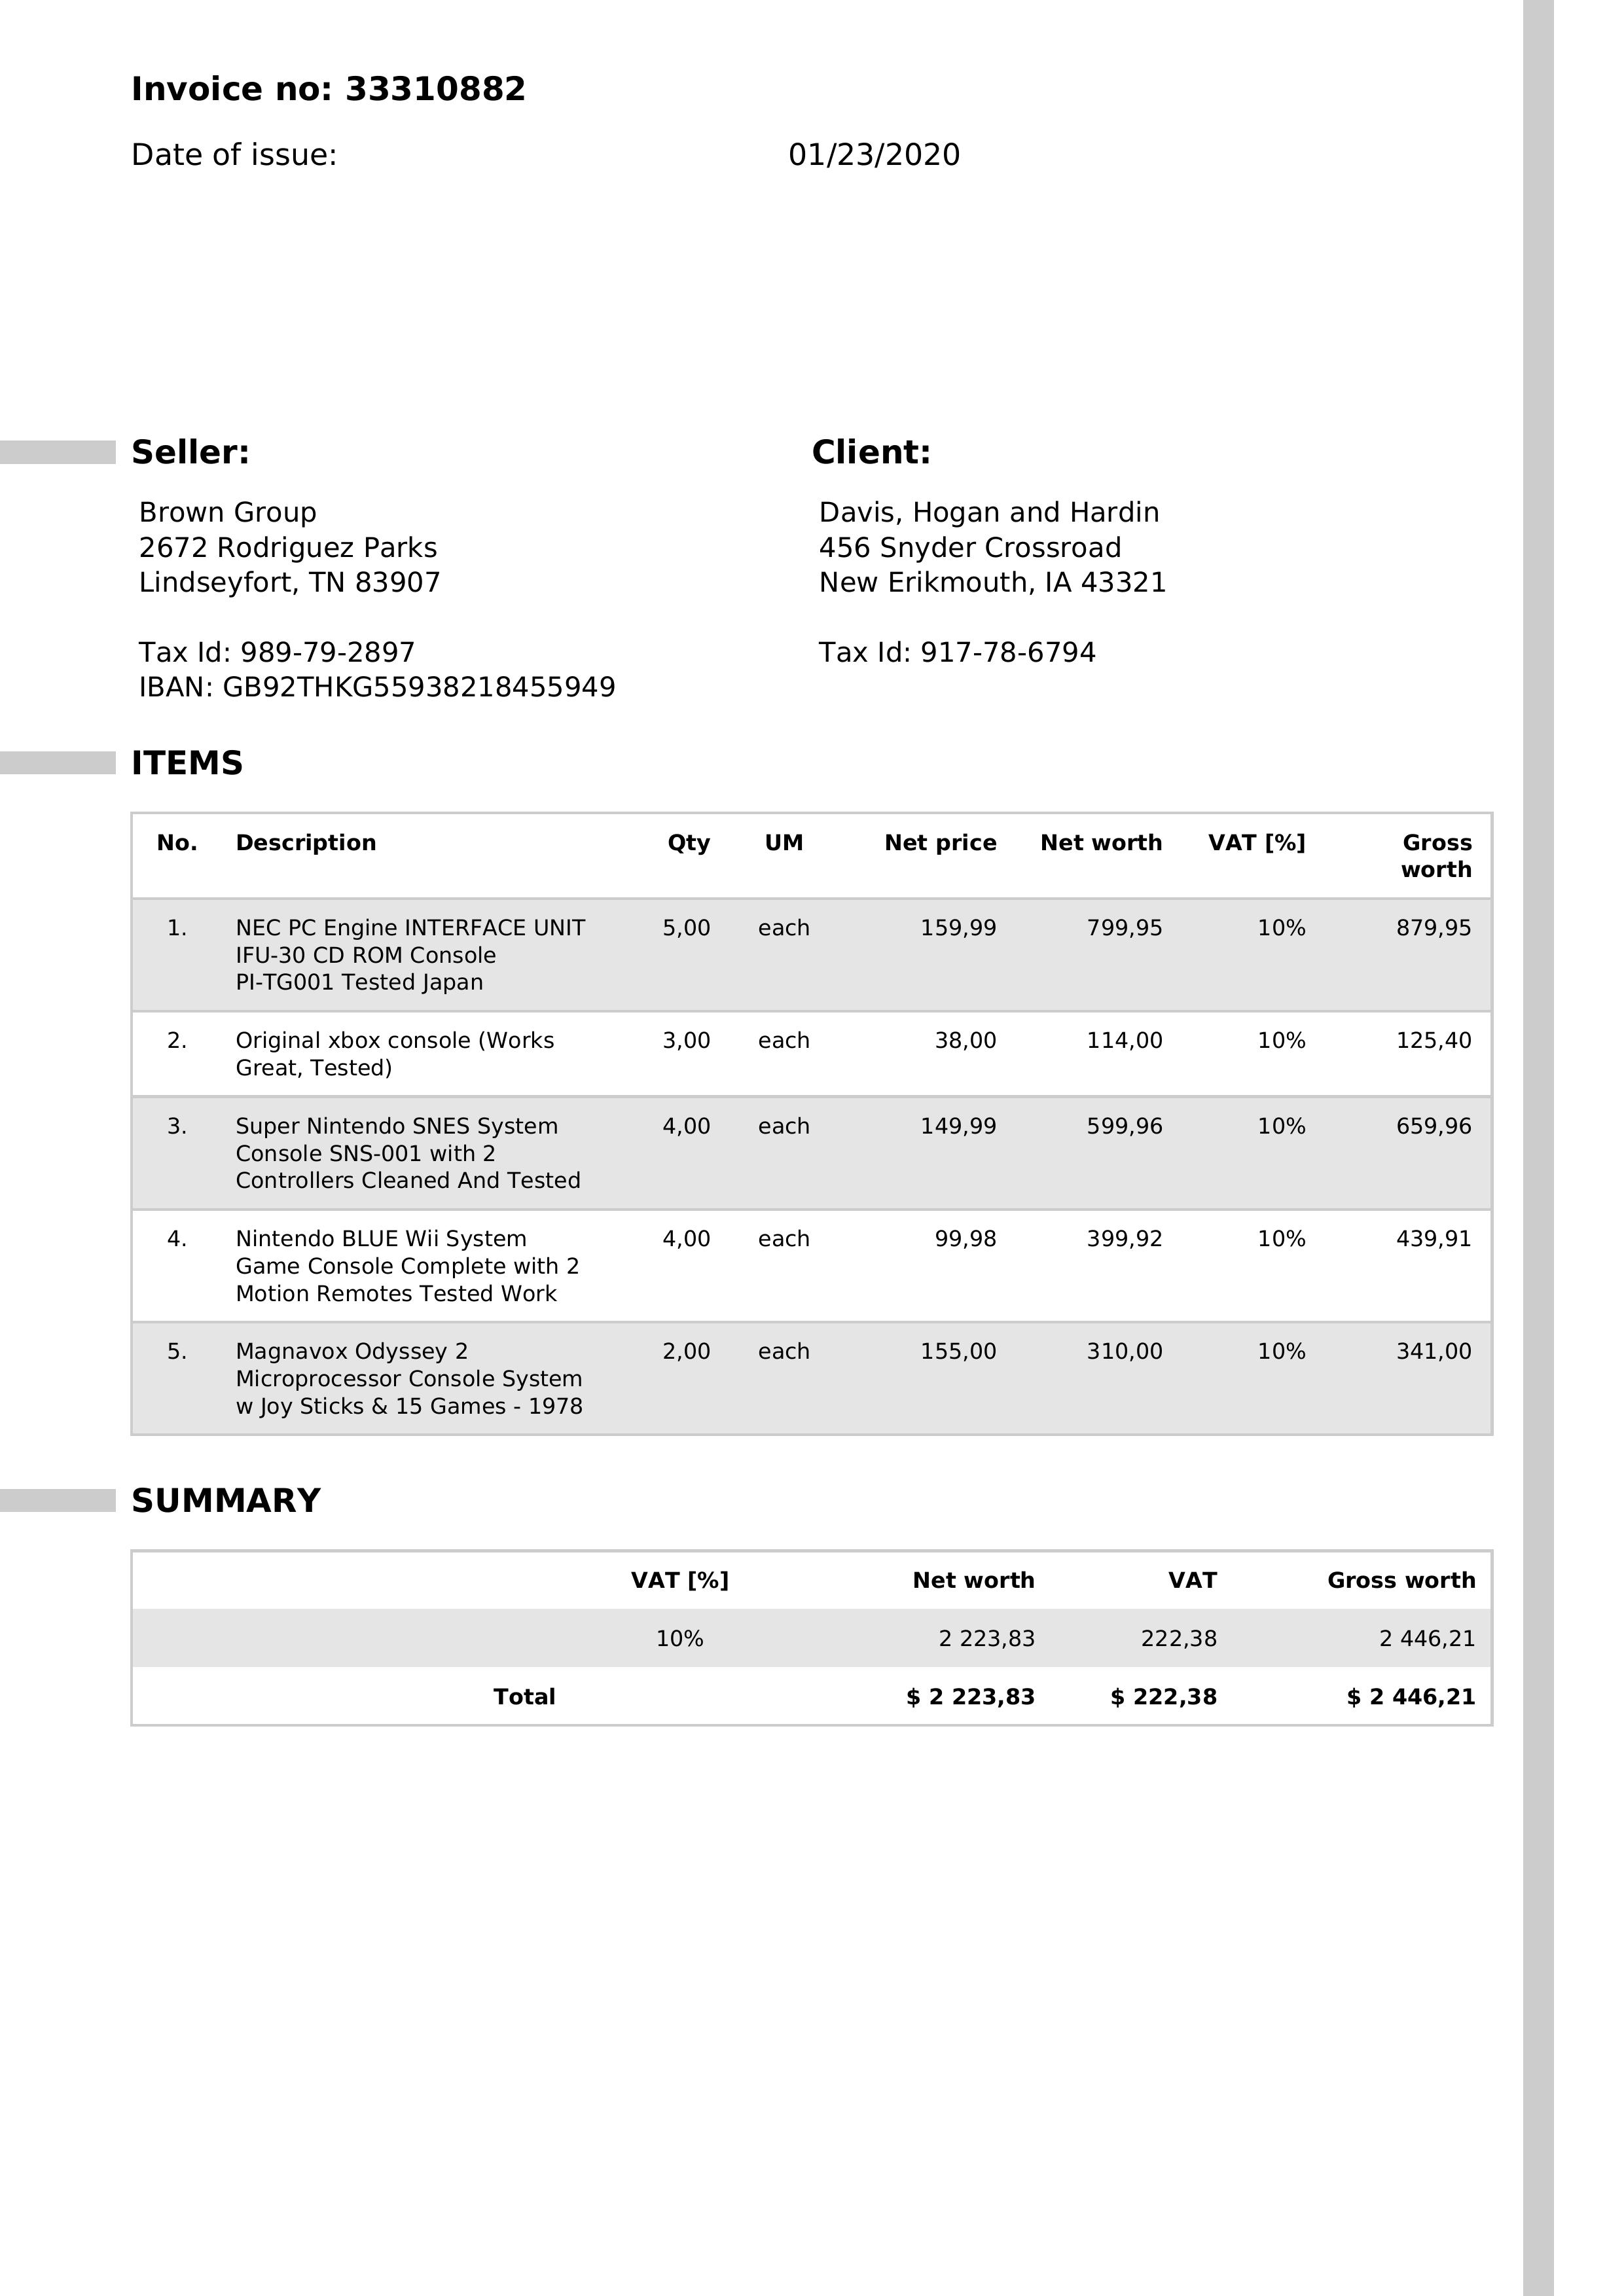 Invoice no: 33310882
Date of issue: 01/23/2020
Seller: Client:
Brown Group Davis, Hogan and Hardin
2672 Rodriguez Parks 456 Snyder Crossroad
Lindseyfort, TN 83907 New Erikmouth, IA 43321
Tax Id: 989-79-2897 Tax Id: 917-78-6794
IBAN: GB92THKG55938218455949
ITEMS
No. Description Qty UM Net price Net worth VAT [%] Gross
worth
1. NEC PC Engine INTERFACE UNIT 5,00 each 159,99 799,95 10% 879,95
IFU-30 CD ROM Console
PI-TG001 Tested Japan
2. Original xbox console (Works 3,00 each 38,00 114,00 10% 125,40
Great, Tested)
3. Super Nintendo SNES System 4,00 each 149,99 599,96 10% 659,96
Console SNS-001 with 2
Controllers Cleaned And Tested
4. Nintendo BLUE Wii System 4,00 each 99,98 399,92 10% 439,91
Game Console Complete with 2
Motion Remotes Tested Work
5. Magnavox Odyssey 2 2,00 each 155,00 310,00 10% 341,00
Microprocessor Console System
w Joy Sticks & 15 Games - 1978
SUMMARY
VAT [%] Net worth VAT Gross worth
10% 2 223,83 222,38 2 446,21
Total $ 2 223,83 $ 222,38 $ 2 446,21